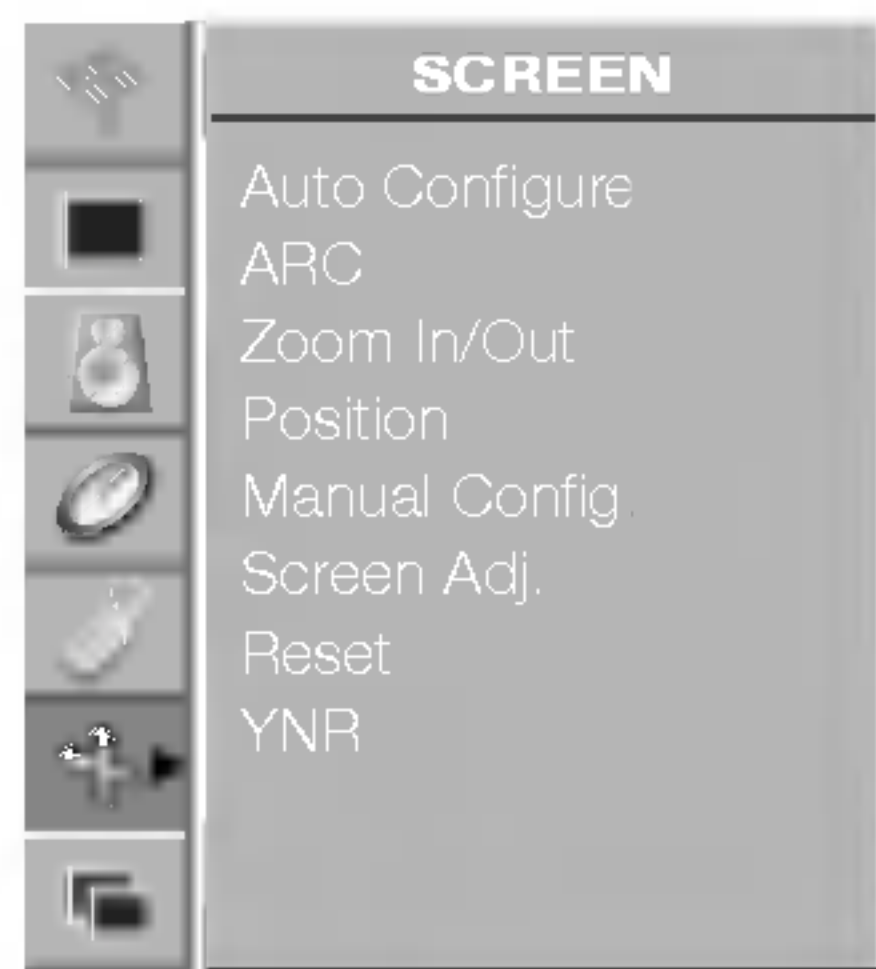 SCREEN
Auto Configure
ARC
Zoom In/Out
Position
Manual Config.
Screen Adj.
Reset
YNR